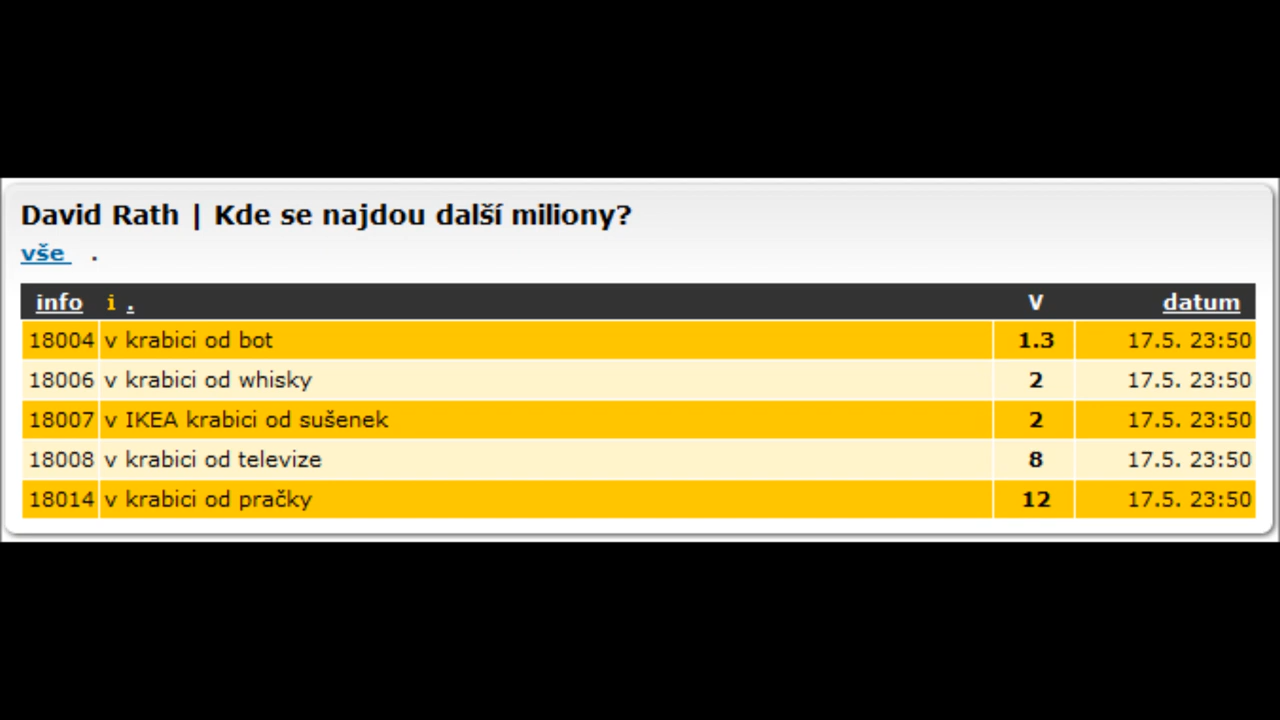 David Rath | Kde se najdou další miliony?
vše .
info i . V datum
18004 v krabici od bot 1.3 17.5. 23:50
18006 v krabici od whisky 2 17.5. 23:50
18007 v IKEA krabici od sušenek 2 17.5. 23:50
18008 v krabici od televize 8 17.5. 23:50
18014 v krabici od pračky 12 17.5. 23:50